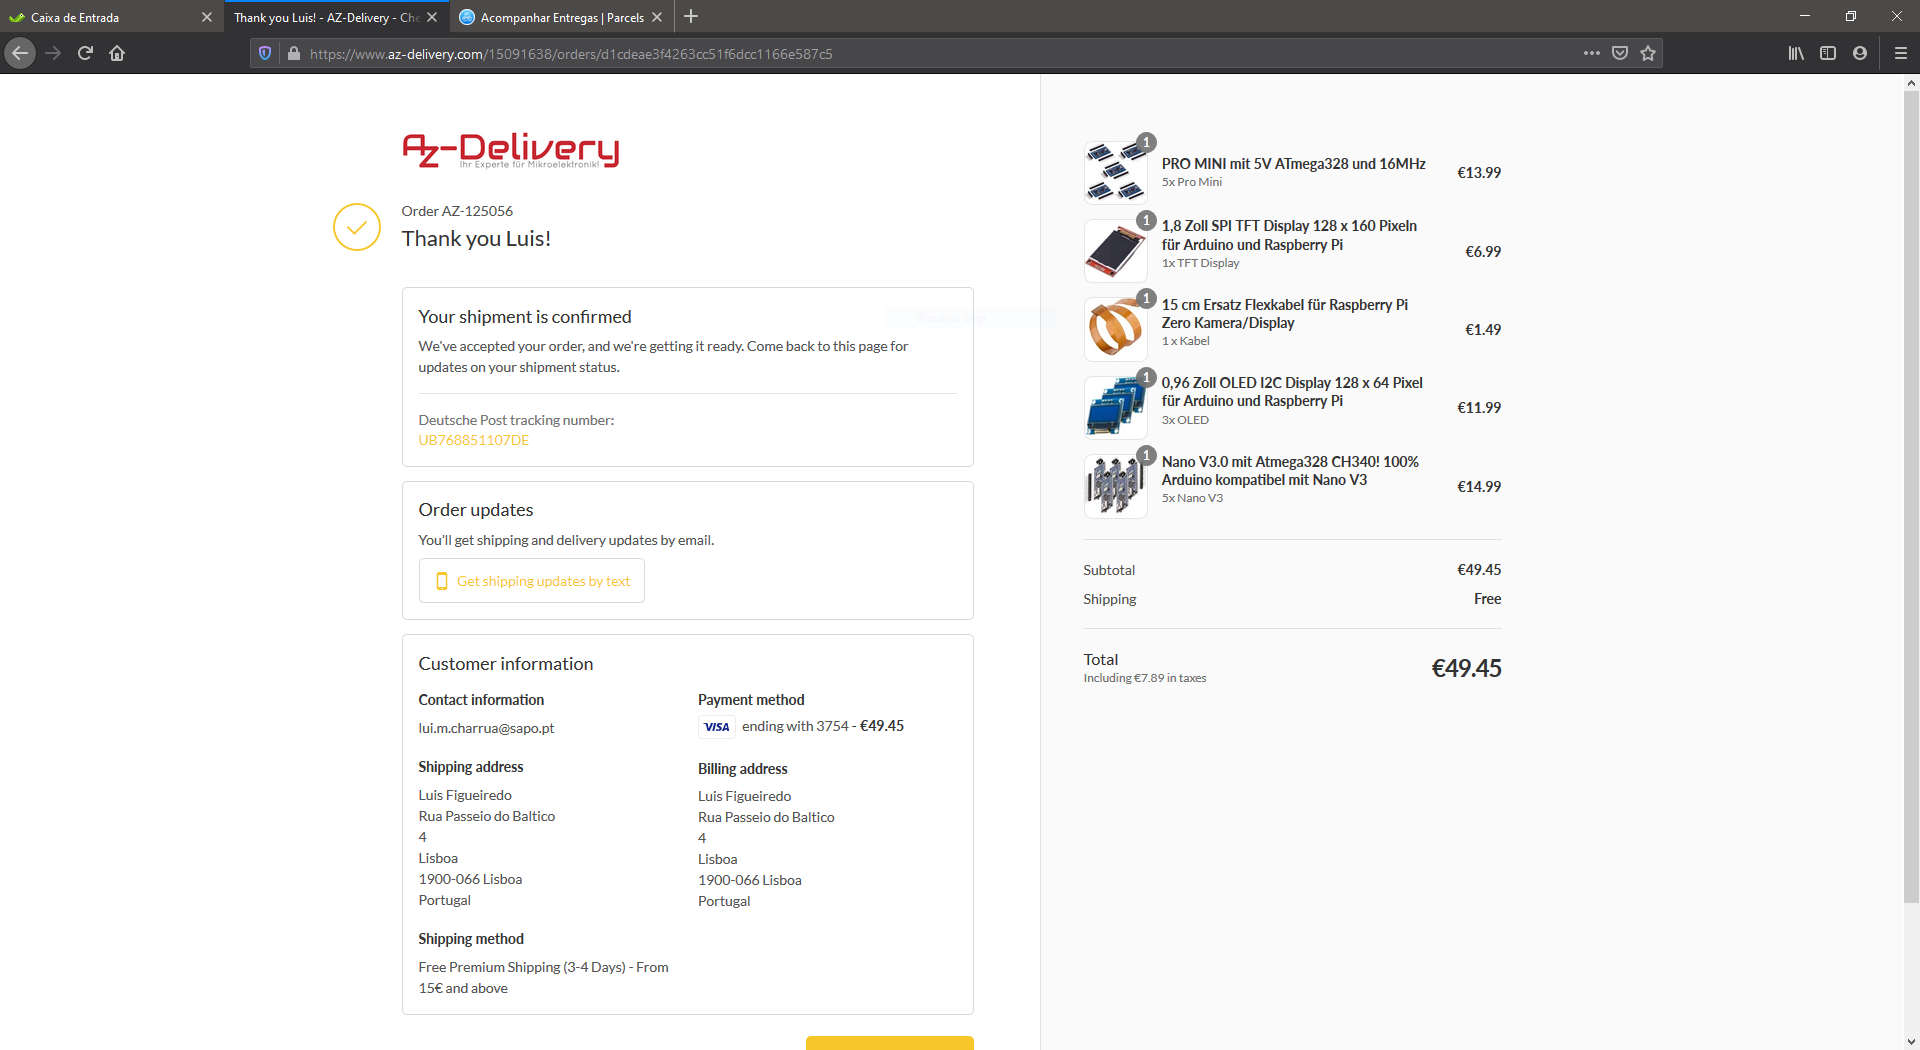 Caixa de Entrada
Thank you Luis! - AZ-Delivery - Che
Acompanhar Entregas | Parcels
https://www.az-delivery.com/15091638/orders/d1cdeae3f4263cc51f6dcc1166e587c5
Az-Delivery
Ihr Experte für Mikroelektronik!
Order AZ-125056
Thank you Luis!
Your shipment is confirmed
We've accepted your order, and we're getting it ready. Come back to this page for
updates on your shipment status.
Deutsche Post tracking number:
UB768851107DE
Order updates
You'll get shipping and delivery updates by email.
Get shipping updates by text
Customer information
Contact information
lui.m.charrua@sapo.pt
Payment method
VISA ending with 3754 - €49.45
Shipping address
Luis Figueiredo
Rua Passeio do Baltico
4
Lisboa
1900-066 Lisboa
Portugal
Billing address
Luis Figueiredo
Rua Passeio do Baltico
4
Lisboa
1900-066 Lisboa
Portugal
Shipping method
Free Premium Shipping (3-4 Days) - From
15€ and above
Window Snip
1
PRO MINI mit 5V ATmega328 und 16MHz
5x Pro Mini
€13.99
1
1,8 Zoll SPI TFT Display 128 x 160 Pixeln
für Arduino und Raspberry Pi
1x TFT Display
€6.99
1
15 cm Ersatz Flexkabel für Raspberry Pi
Zero Kamera/Display
1 x Kabel
€1.49
1
0,96 Zoll OLED I2C Display 128 x 64 Pixel
für Arduino und Raspberry Pi
3x OLED
€11.99
1
Nano V3.0 mit Atmega328 CH340! 100%
Arduino kompatibel mit Nano V3
5x Nano V3
€14.99
Subtotal €49.45
Shipping Free
Total
Including €7.89 in taxes
€49.45